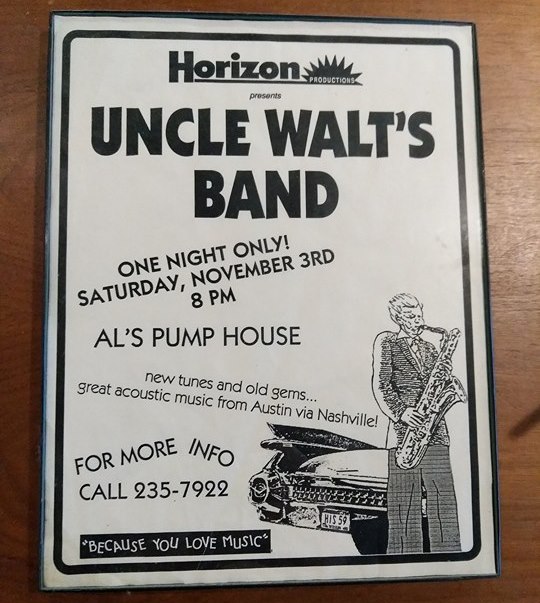 Horizon
PRODUCTIONS
presents
UNCLE WALT'S
BAND
ONE NIGHT ONLY!
SATURDAY, NOVEMBER 3RD
8 PM
AL'S PUMP HOUSE
new tunes and old gems...
great acoustic music from Austin via Nashville!
FOR MORE INFO
CALL 235-7922
HIS 59
"BECAUSE YOU LOVE MUSIC"